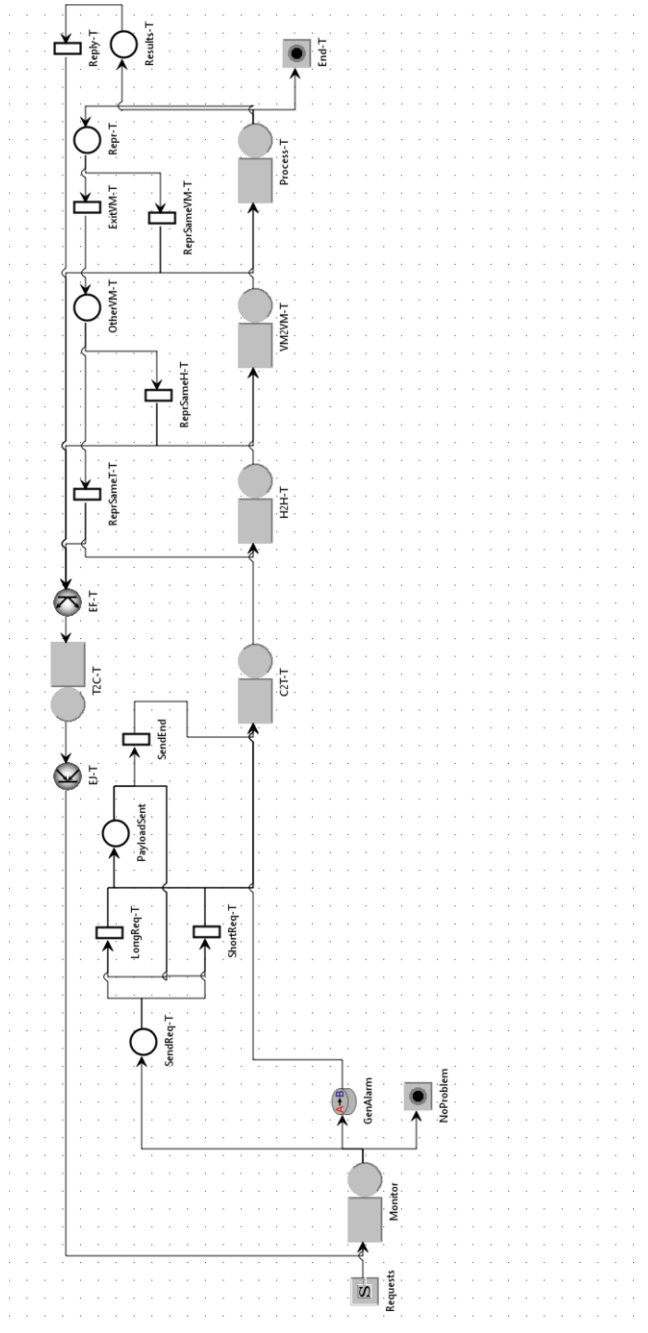 Reply-T
Results-T
End-T
Repr-T
Process-T
ExitVM-T
ReprSameVM-T
OtherVM-T
VM2VM-T
ReprSameH-T
ReprSameT-T
H2H-T
EF-T
T2C-T
C2T-T
SendEnd
EJ-T
PayloadSent
LongReq-T
ShortReq-T
SendReq-T
A→B
GenAlarm
NoProblem
Monitor
S
Requests